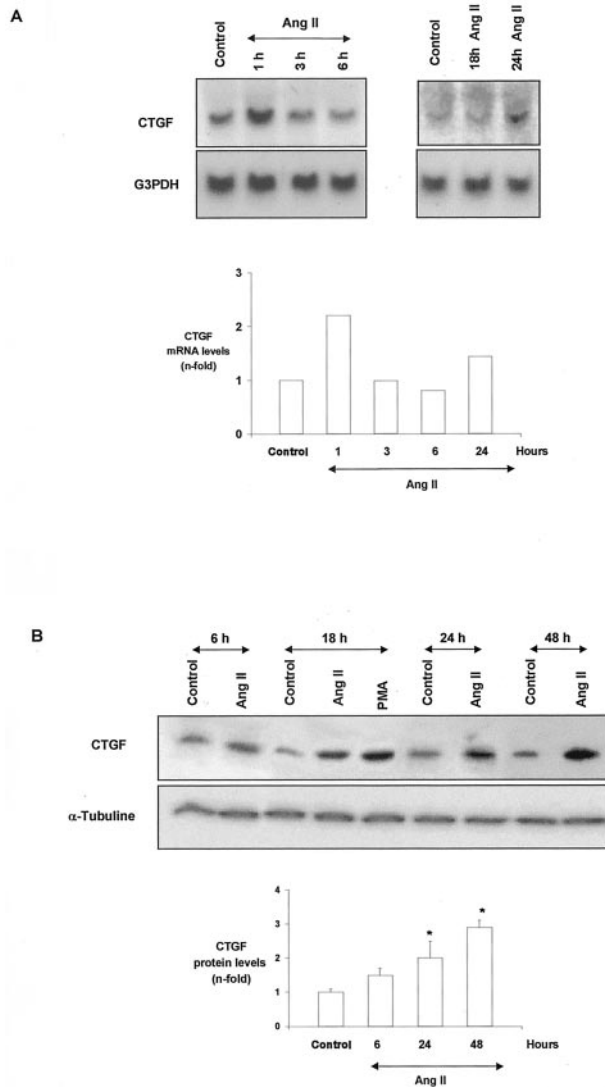 A
Ang II
Control
1 h
3 h
6 h
Control
18h Ang II
24h Ang II
CTGF
G3PDH
3
2
1
0
CTGF
mRNA levels
(n-fold)
Control 1 3 6 24 Hours
Ang II
B
6 h 18 h 24 h 48 h
Control
Ang II
Control
Ang II
PMA
Control
Ang II
Control
Ang II
CTGF
α-Tubuline
4
3
2
1
0
CTGF
protein levels
(n-fold)
*
*
Control 6 24 48 Hours
Ang II